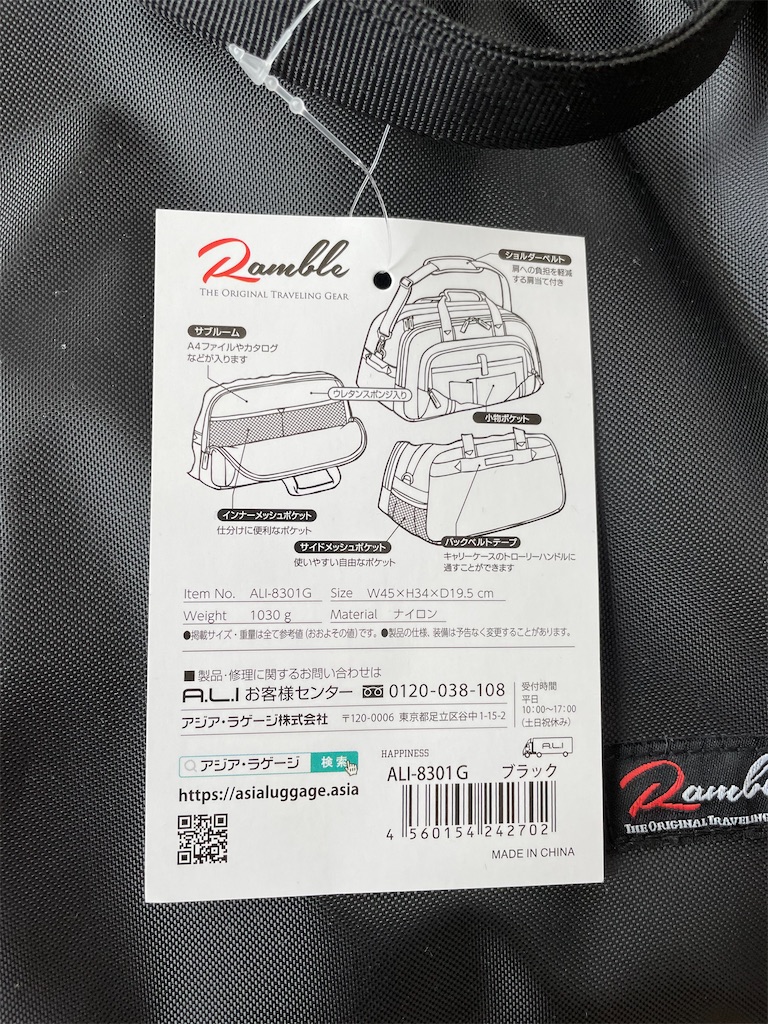 Ramble
THE ORIGINAL TRAVELING GEAR
ショルダーベルト
肩への負担を軽減
する肩当て付き
サブルーム
A4ファイルやカタログ
などが入ります
ウレタンスポンジ入り
小物ポケット
インナーメッシュポケット
仕分けに便利なポケット
サイドメッシュポケット
使いやすい自由なポケット
バックベルトテープ
キャリーケースのトローリーハンドルに
通すことができます
Item No. ALI-8301G Size W45×H34×D19.5 cm
Weight 1030 g Material ナイロン
●掲載サイズ・重量は全て参考値(おおよその値)です。●製品の仕様、装備は予告なく変更することがあります。
■ 製品・修理に関するお問い合わせは
A.L.I お客様センター 0120-038-108
アジア・ラゲージ株式会社 〒120-0006 東京都足立区谷中1-15-2
受付時間
平日
10:00〜17:00
(土日祝休み)
アジア・ラゲージ 検索
https://asialuggage.asia
A.L.I
HAPPINESS
ALI-8301G ブラック
4 560154 242702
MADE IN CHINA
Ramble
THE ORIGINAL TRAVELING